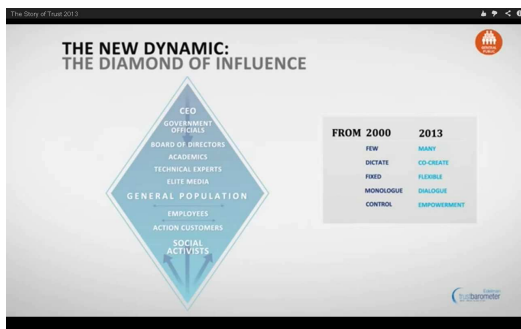 The Story of Trust 2013
THE NEW DYNAMIC:
THE DIAMOND OF INFLUENCE
GENERAL
PUBLIC
CEO
GOVERNMENT
OFFICIALS
BOARD OF DIRECTORS
ACADEMICS
TECHNICAL EXPERTS
ELITE MEDIA
GENERAL POPULATION
EMPLOYEES
ACTION CUSTOMERS
SOCIAL
ACTIVISTS
FROM 2000 2013
FEW MANY
DICTATE CO-CREATE
FIXED FLEXIBLE
MONOLOGUE DIALOGUE
CONTROL EMPOWERMENT
trustbarometer